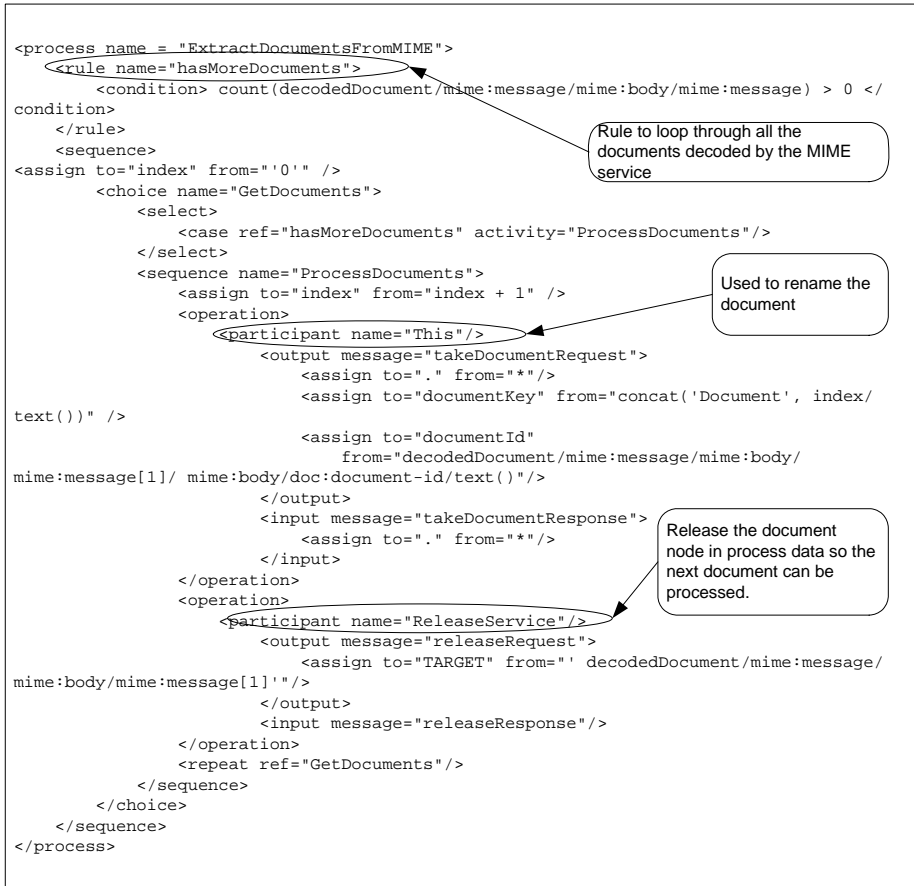 <process name = "ExtractDocumentsFromMIME">
<rule name="hasMoreDocuments">
<condition> count(decodedDocument/mime:message/mime:body/mime:message) > 0 </
condition>
</rule>
Rule to loop through all the
documents decoded by the MIME
service
<sequence>
<assign to="index" from="'0'" />
<choice name="GetDocuments">
<select>
<case ref="hasMoreDocuments" activity="ProcessDocuments"/>
</select>
<sequence name="ProcessDocuments">
Used to rename the
document
<assign to="index" from="index + 1" />
<operation>
<participant name="This"/>
<output message="takeDocumentRequest">
<assign to="." from="*"/>
<assign to="documentKey" from="concat('Document', index/
text())" />
<assign to="documentId"
from="decodedDocument/mime:message/mime:body/
mime:message[1]/ mime:body/doc:document-id/text()"/>
</output>
<input message="takeDocumentResponse">
<assign to="." from="*"/>
</input>
Release the document
node in process data so the
next document can be
processed.
</operation>
<operation>
<participant name="ReleaseService"/>
<output message="releaseRequest">
<assign to="TARGET" from="' decodedDocument/mime:message/
mime:body/mime:message[1]'"/>
</output>
<input message="releaseResponse"/>
</operation>
<repeat ref="GetDocuments"/>
</sequence>
</choice>
</sequence>
</process>